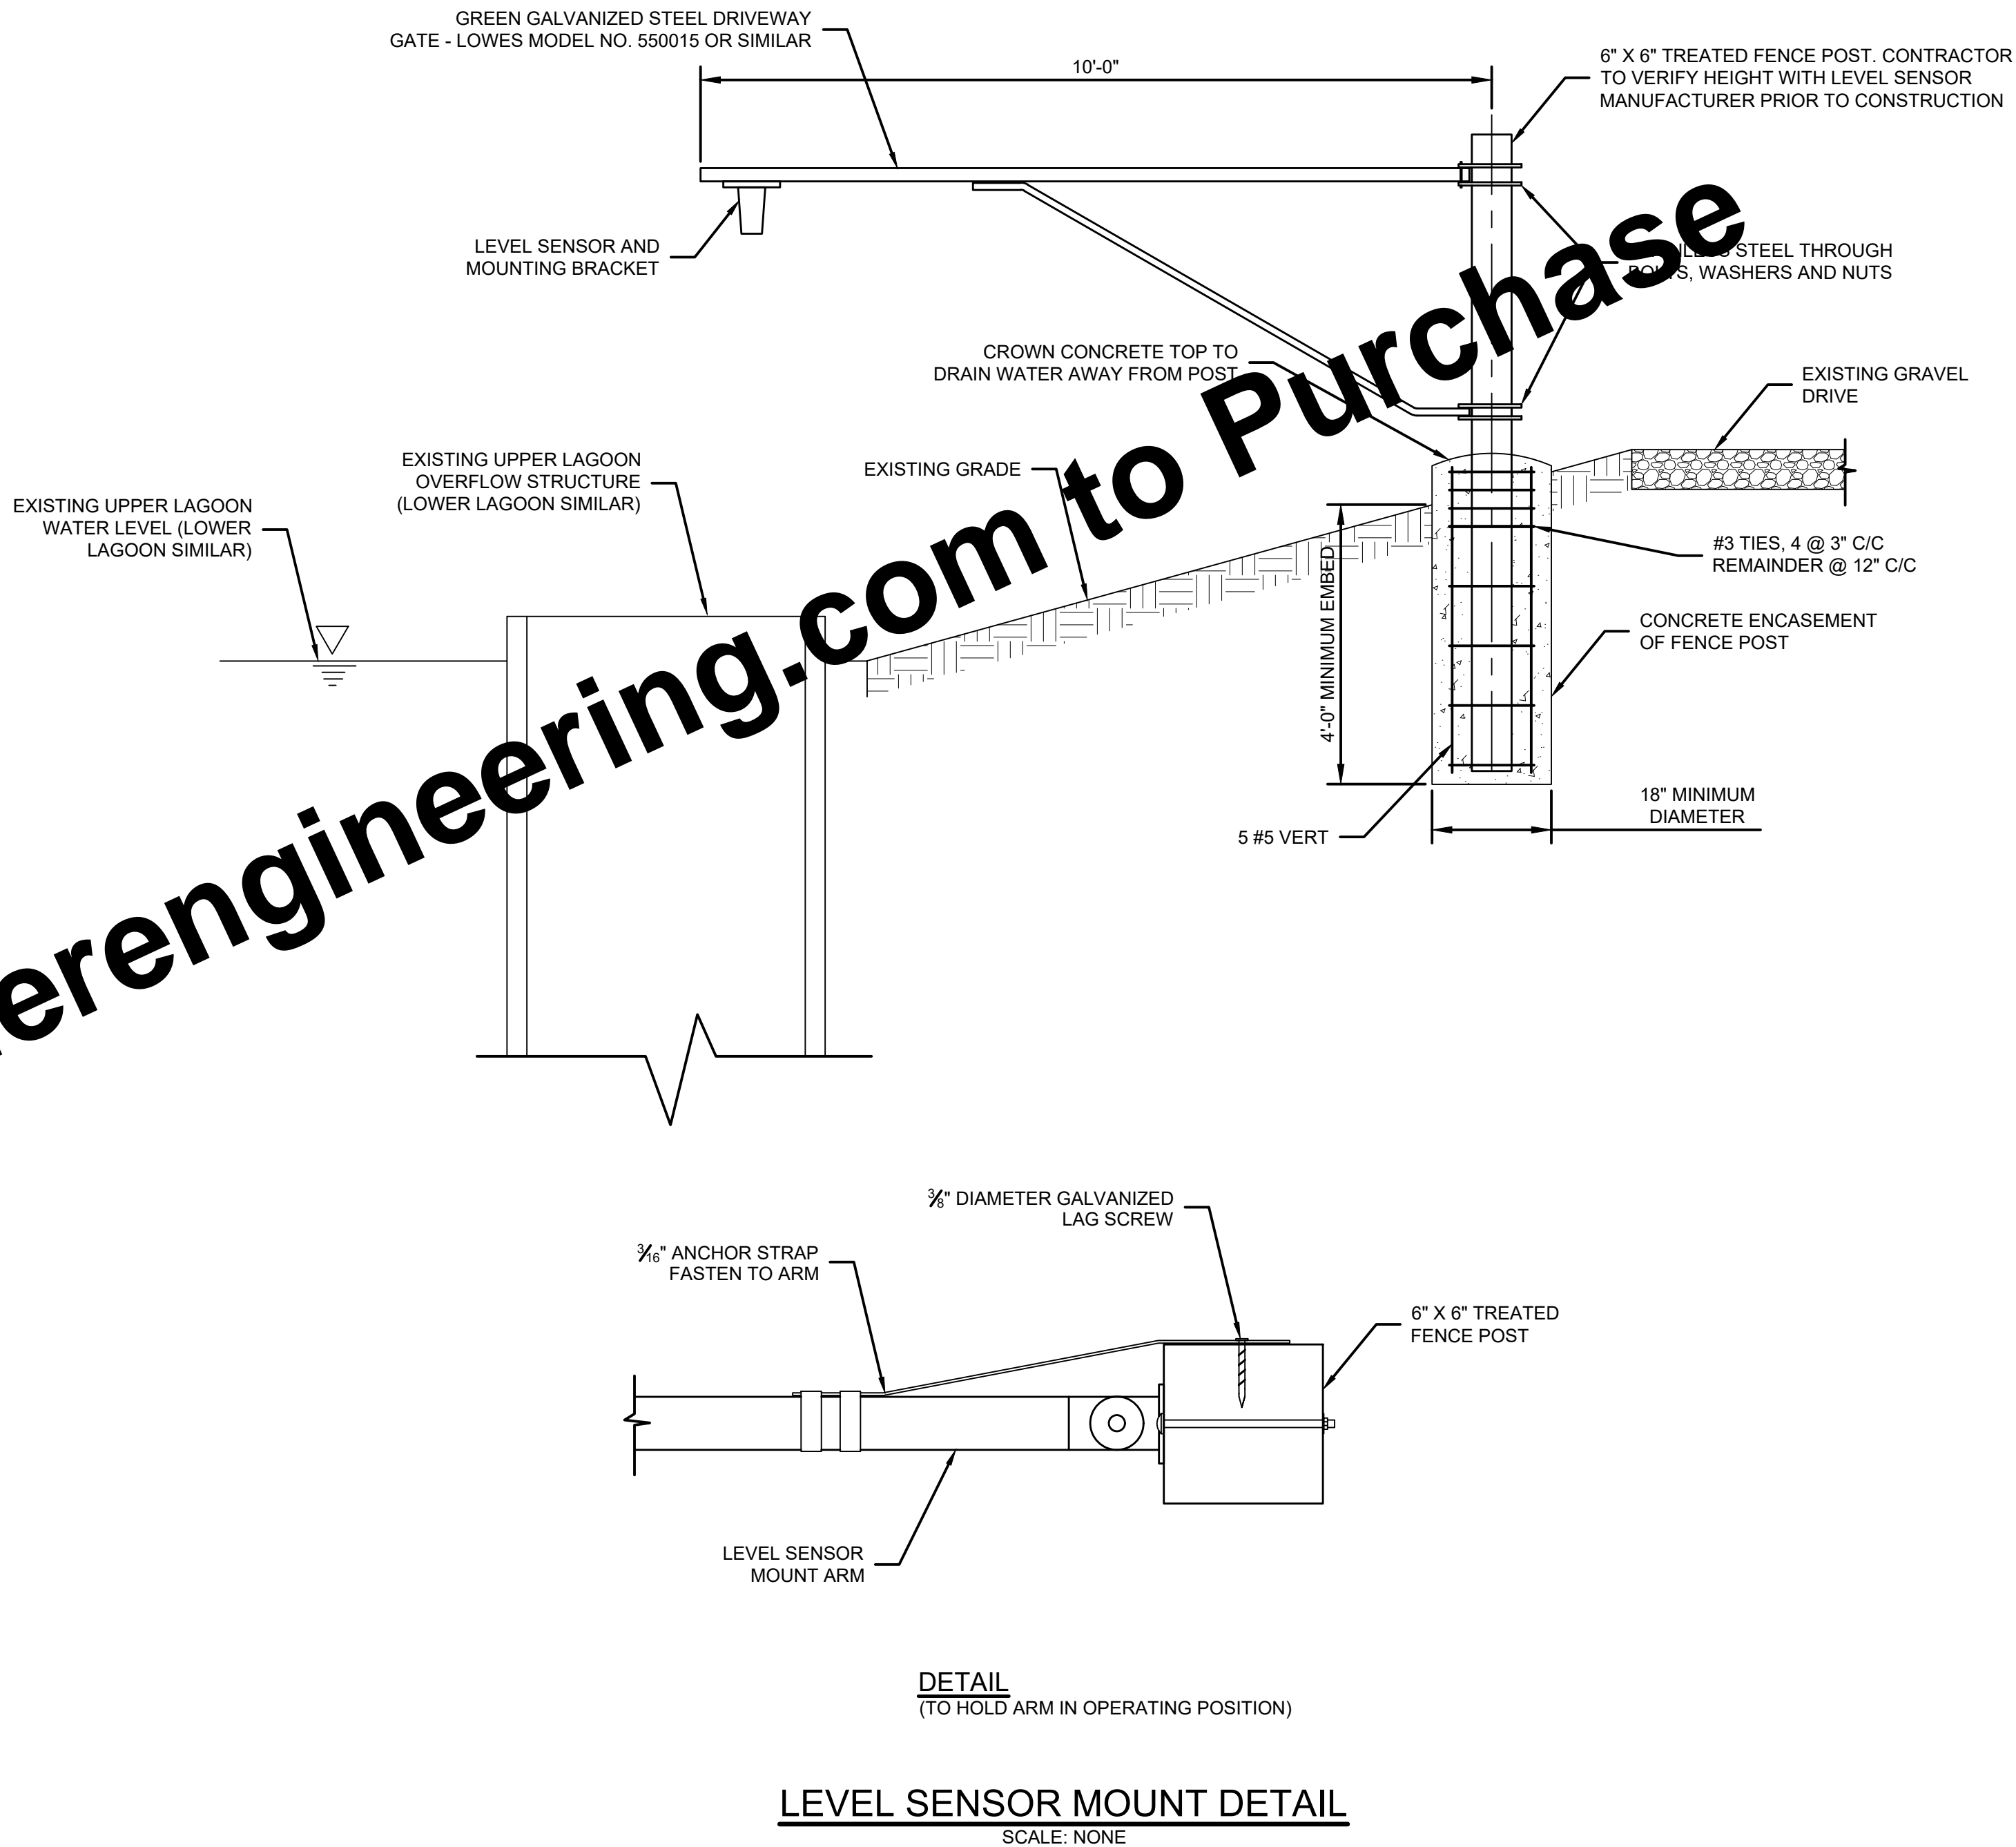 GREEN GALVANIZED STEEL DRIVEWAY
GATE - LOWES MODEL NO. 550015 OR SIMILAR
10'-0"
6" X 6" TREATED FENCE POST. CONTRACTOR
TO VERIFY HEIGHT WITH LEVEL SENSOR
MANUFACTURER PRIOR TO CONSTRUCTION
LEVEL SENSOR AND
MOUNTING BRACKET
STEEL THROUGH
WASHERS AND NUTS
CROWN CONCRETE TOP TO
DRAIN WATER AWAY FROM POST
EXISTING GRAVEL
DRIVE
EXISTING UPPER LAGOON
OVERFLOW STRUCTURE
(LOWER LAGOON SIMILAR)
EXISTING GRADE
EXISTING UPPER LAGOON
WATER LEVEL (LOWER
LAGOON SIMILAR)
#3 TIES, 4 @ 3" C/C
REMAINDER @ 12" C/C
4'-0" MINIMUM EMBED
CONCRETE ENCASEMENT
OF FENCE POST
18" MINIMUM
DIAMETER
5 #5 VERT
erengineering.com to Purchase
3/8" DIAMETER GALVANIZED
LAG SCREW
3/16" ANCHOR STRAP
FASTEN TO ARM
6" X 6" TREATED
FENCE POST
LEVEL SENSOR
MOUNT ARM
DETAIL
(TO HOLD ARM IN OPERATING POSITION)
LEVEL SENSOR MOUNT DETAIL
SCALE: NONE